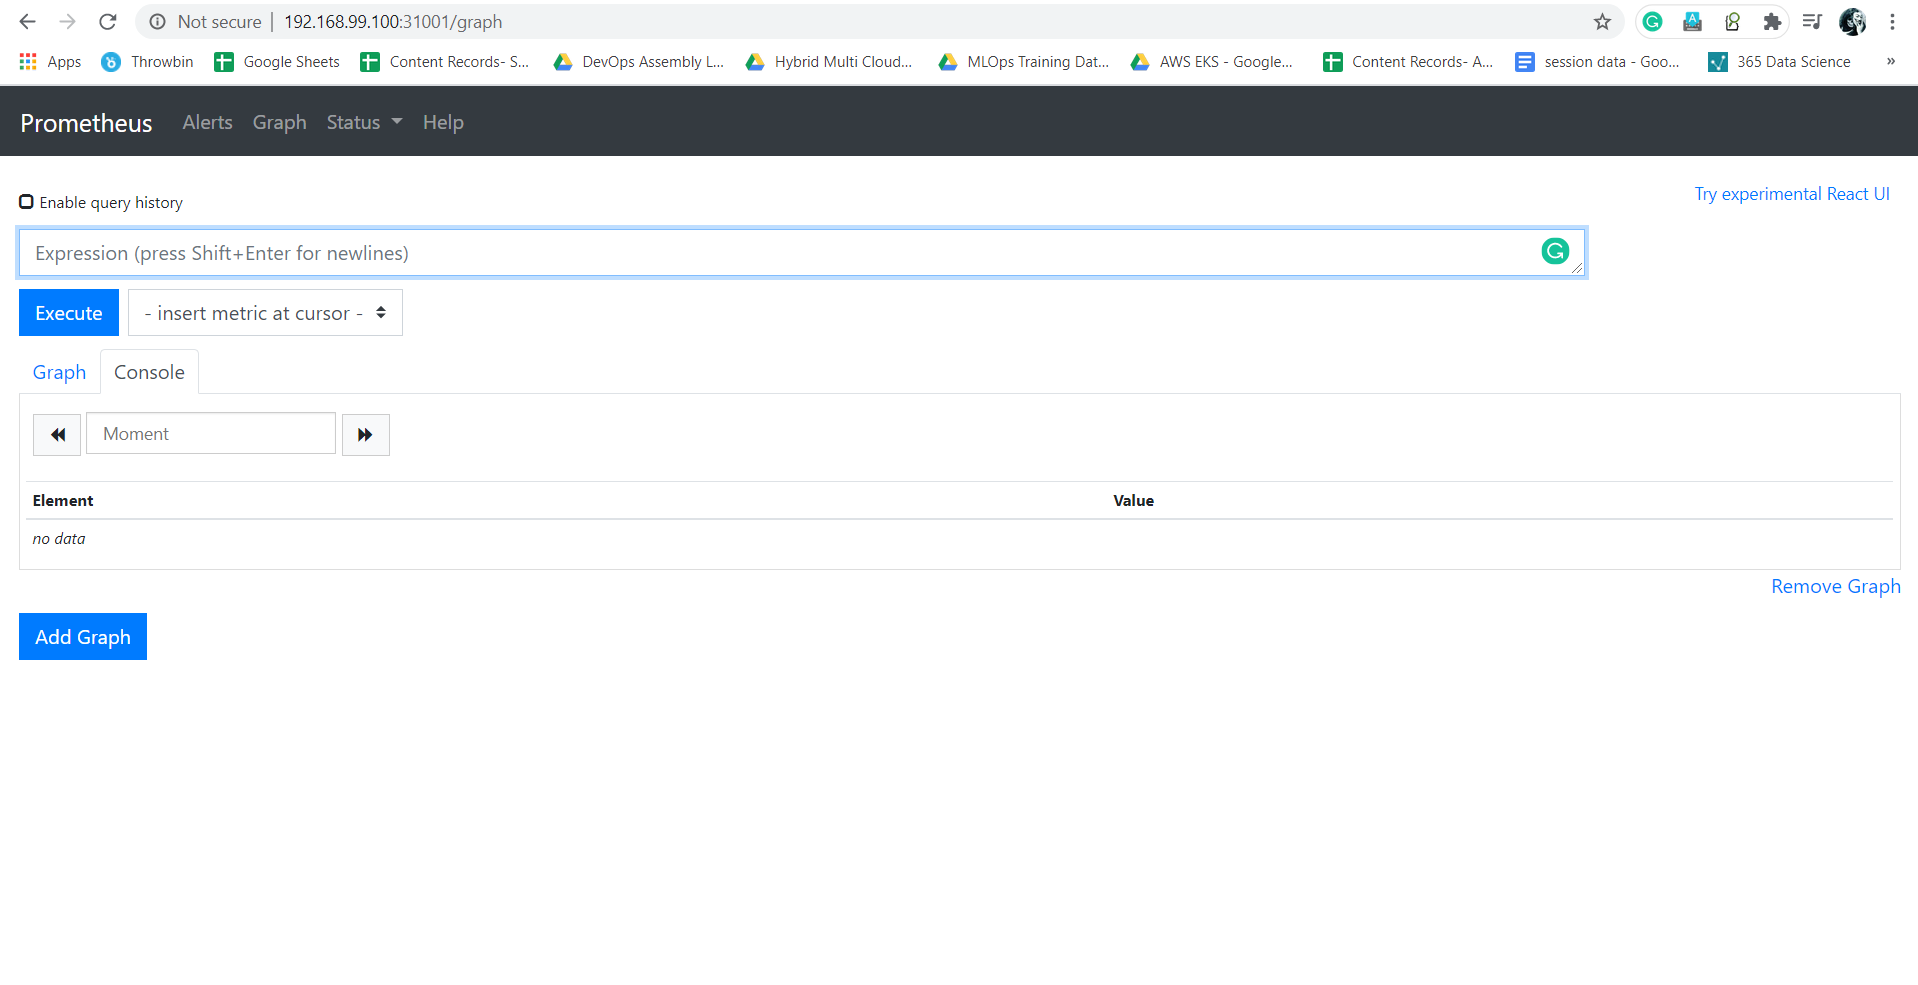 Not secure | 192.168.99.100:31001/graph
Apps Throwbin Google Sheets Content Records- S... DevOps Assembly L... Hybrid Multi Cloud... MLOps Training Dat... AWS EKS - Google... Content Records- A... session data - Goo... 365 Data Science »
Prometheus Alerts Graph Status Help
Enable query history
Try experimental React UI
Expression (press Shift+Enter for newlines)
Execute - insert metric at cursor -
Graph Console
Moment
Element Value
no data
Remove Graph
Add Graph